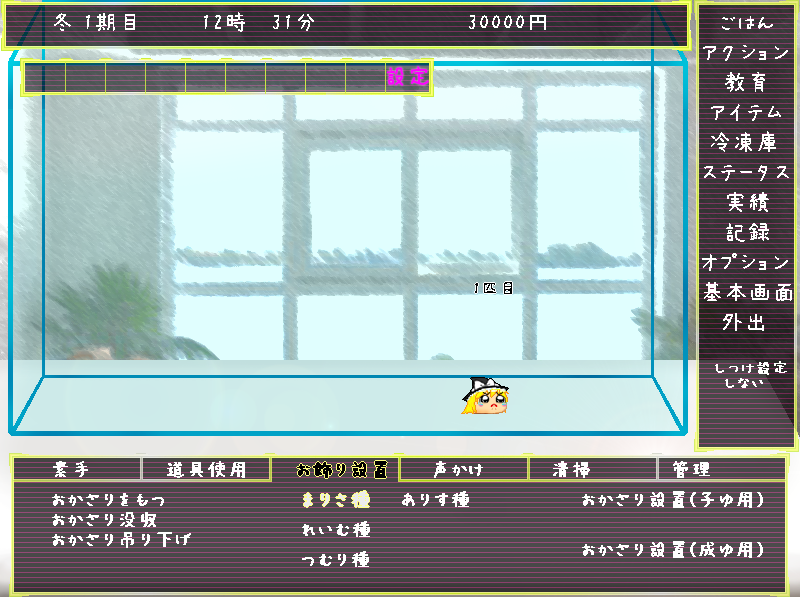 冬 1期目 12時 31分 30000円
設定
1匹目
ごはん
アクション
教育
アイテム
冷凍庫
ステータス
実績
記録
オプション
基本画面
外出
しつけ設定
しない
素手 道具使用 お飾り設置 声かけ 清掃 管理
おかざりをもつ まりさ種 ありす種 おかざり設置(子ゆ用)
おかざり没収 れいむ種
おかざり吊り下げ つむり種 おかざり設置(成ゆ用)